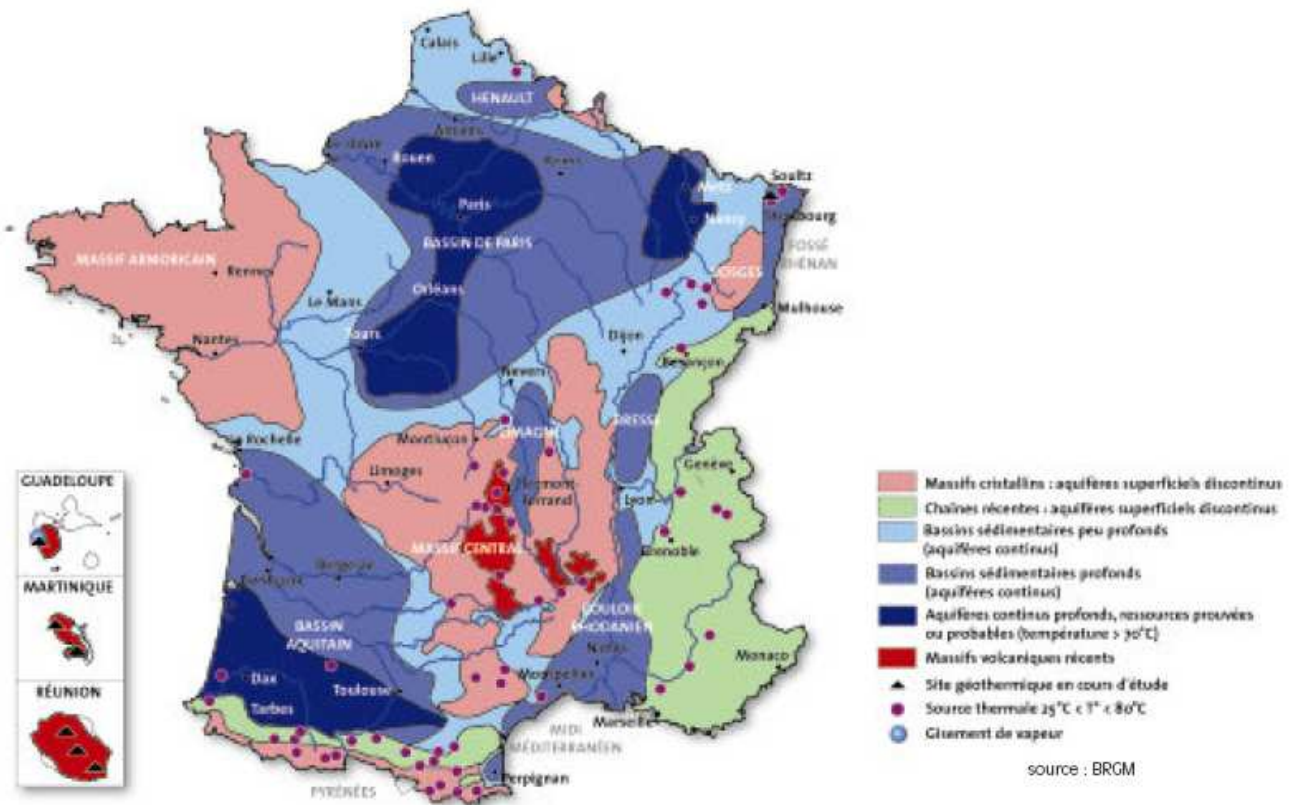 Calais
Lille
HENAULT
Amiens
Le Havre
Rouen
Reims
Paris
Metz
Nancy
Soultz
Strasbourg
FOSSÉ
RHÉNAN
BASSIN DE PARIS
MASSIF ARMORICAIN
Rennes
Le Mans
Orléans
VOSGES
Mulhouse
Nantes
Tours
Dijon
Besançon
Nevers
La Rochelle
Montluçon
LIMAGNE
BRESSE
Limoges
Clermont-
Ferrand
Lyon
Genève
Grenoble
MASSIF CENTRAL
Bergerac
Bordeaux
BASSIN
AQUITAIN
COULOIR
RHODANIEN
Nîmes
Monaco
Dax
Toulouse
Montpellier
Tarbes
Marseille
MIDI
MÉDITERRANÉEN
Perpignan
PYRÉNÉES
GUADELOUPE
MARTINIQUE
RÉUNION
Massifs cristallins : aquifères superficiels discontinus
Chaînes récentes : aquifères superficiels discontinus
Bassins sédimentaires peu profonds
(aquifères continus)
Bassins sédimentaires profonds
(aquifères continus)
Aquifères continus profonds, ressources prouvées
ou probables (température > 70°C)
Massifs volcaniques récents
Site géothermique en cours d'étude
Source thermale 25°C < T° < 80°C
Gisement de vapeur
source : BRGM